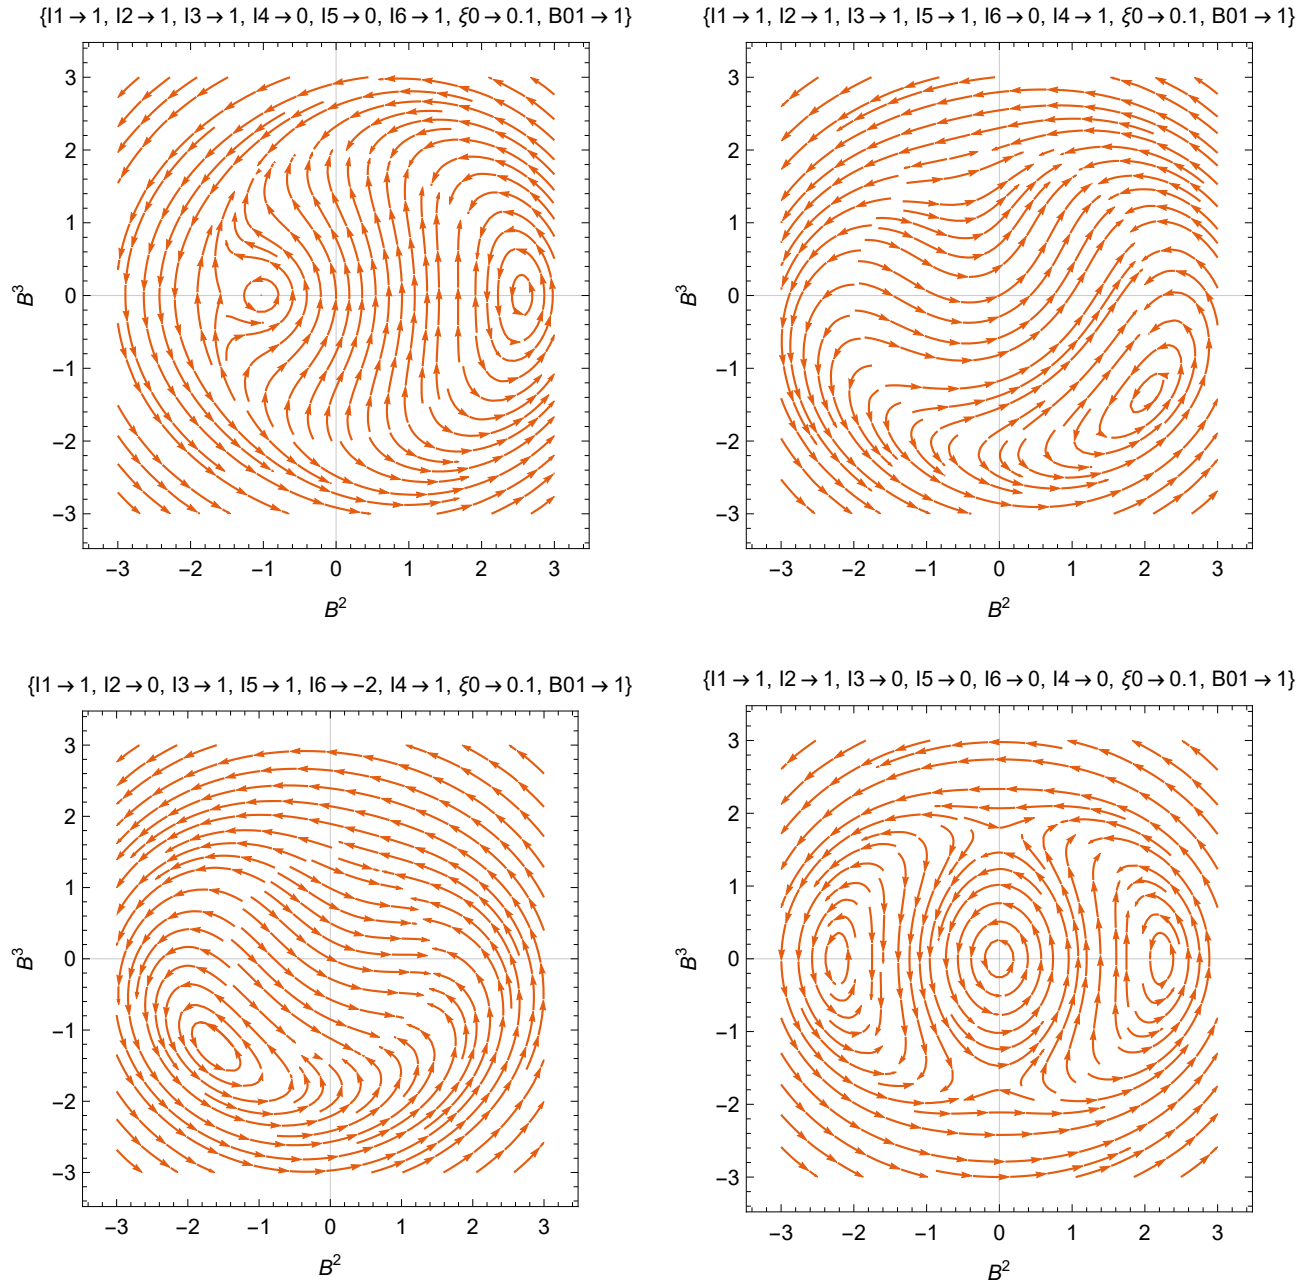 {I1→1, I2→1, I3→1, I4→0, I5→0, I6→1, ξ0→0.1, B01→1}
3
2
1
0
−1
−2
−3
B³
−3 −2 −1 0 1 2 3
B²
{I1→1, I2→1, I3→1, I5→1, I6→0, I4→1, ξ0→0.1, B01→1}
3
2
1
0
−1
−2
−3
B³
−3 −2 −1 0 1 2 3
B²
{I1→1, I2→0, I3→1, I5→1, I6→−2, I4→1, ξ0→0.1, B01→1}
3
2
1
0
−1
−2
−3
B³
−3 −2 −1 0 1 2 3
B²
{I1→1, I2→1, I3→0, I5→0, I6→0, I4→0, ξ0→0.1, B01→1}
3
2
1
0
−1
−2
−3
B³
−3 −2 −1 0 1 2 3
B²